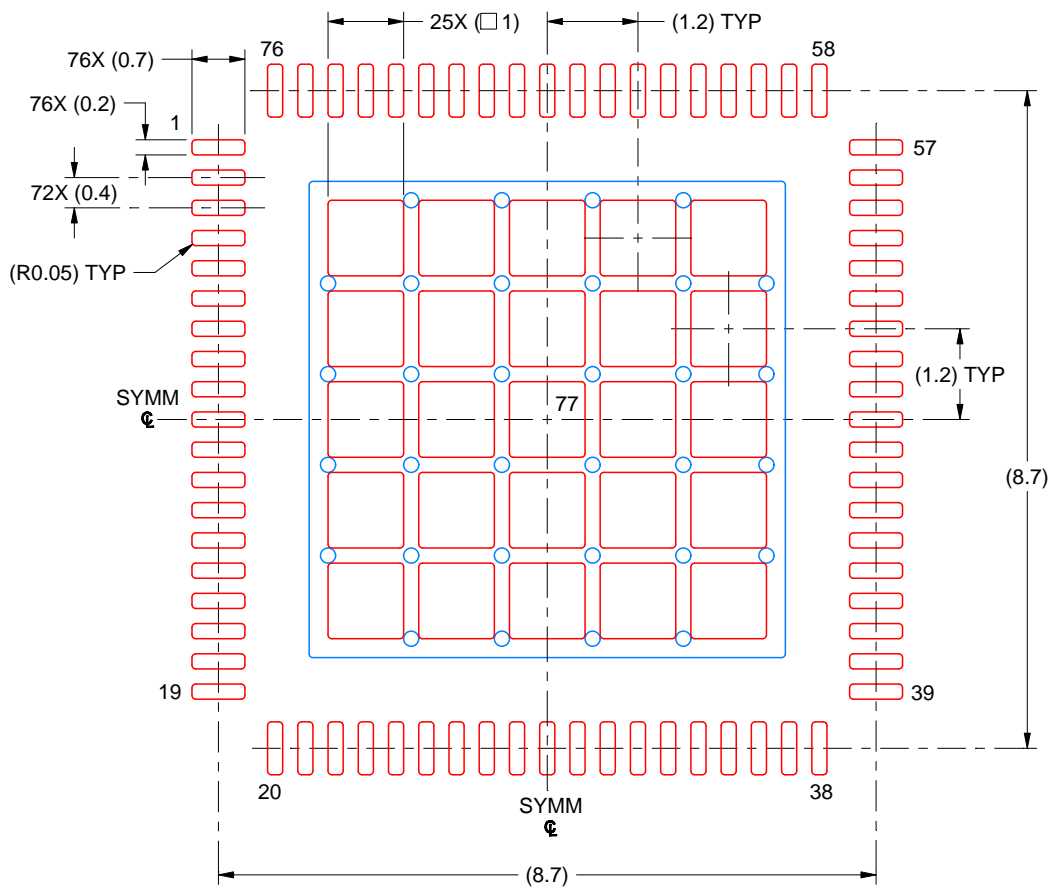 25X (□ 1)
(1.2) TYP
76X (0.7)
76
58
76X (0.2)
1
57
72X (0.4)
(R0.05) TYP
(1.2) TYP
SYMM
℄
77
(8.7)
19
39
20
38
SYMM
℄
(8.7)